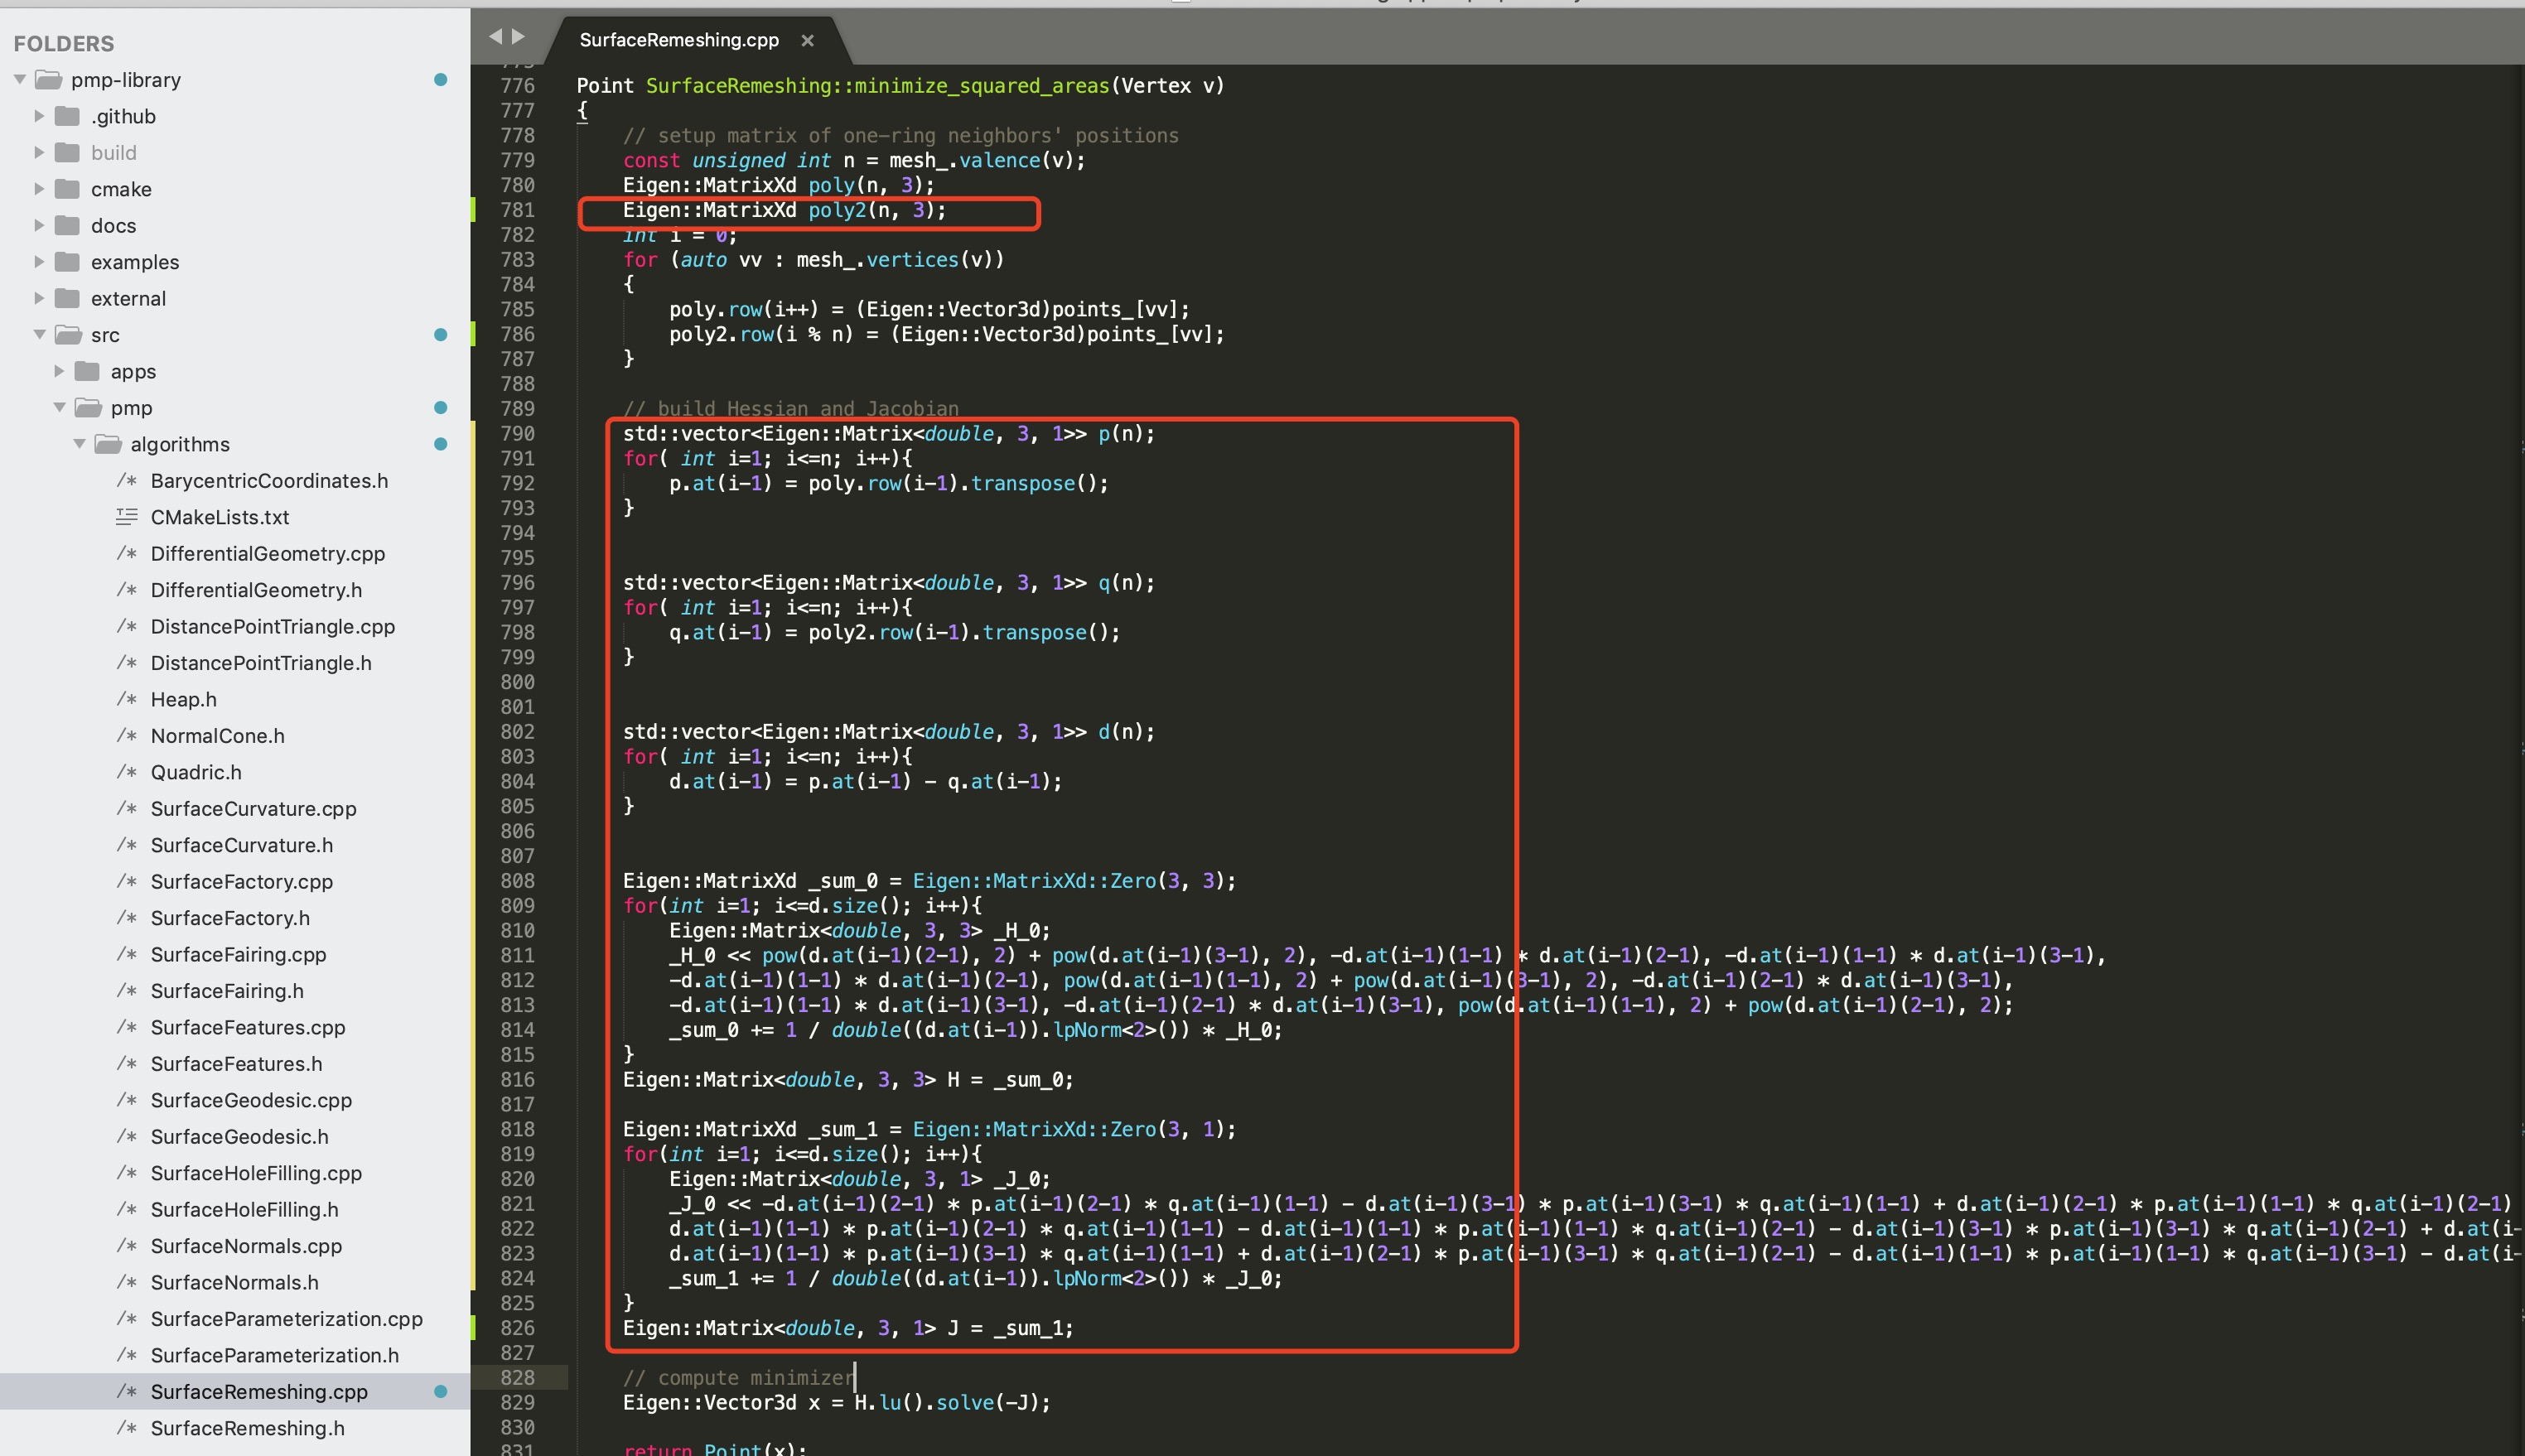 FOLDERS
pmp-library
.github
build
cmake
docs
examples
external
src
apps
pmp
algorithms
/* BarycentricCoordinates.h
CMakeLists.txt
/* DifferentialGeometry.cpp
/* DifferentialGeometry.h
/* DistancePointTriangle.cpp
/* DistancePointTriangle.h
/* Heap.h
/* NormalCone.h
/* Quadric.h
/* SurfaceCurvature.cpp
/* SurfaceCurvature.h
/* SurfaceFactory.cpp
/* SurfaceFactory.h
/* SurfaceFairing.cpp
/* SurfaceFairing.h
/* SurfaceFeatures.cpp
/* SurfaceFeatures.h
/* SurfaceGeodesic.cpp
/* SurfaceGeodesic.h
/* SurfaceHoleFilling.cpp
/* SurfaceHoleFilling.h
/* SurfaceNormals.cpp
/* SurfaceNormals.h
/* SurfaceParameterization.cpp
/* SurfaceParameterization.h
/* SurfaceRemeshing.cpp
/* SurfaceRemeshing.h
SurfaceRemeshing.cpp ×
776 Point SurfaceRemeshing::minimize_squared_areas(Vertex v)
777 {
778 // setup matrix of one-ring neighbors' positions
779 const unsigned int n = mesh_.valence(v);
780 Eigen::MatrixXd poly(n, 3);
781 Eigen::MatrixXd poly2(n, 3);
782 int i = 0;
783 for (auto vv : mesh_.vertices(v))
784 {
785 poly.row(i++) = (Eigen::Vector3d)points_[vv];
786 poly2.row(i % n) = (Eigen::Vector3d)points_[vv];
787 }
788
789 // build Hessian and Jacobian
790 std::vector<Eigen::Matrix<double, 3, 1>> p(n);
791 for( int i=1; i<=n; i++){
792 p.at(i-1) = poly.row(i-1).transpose();
793 }
794
795
796 std::vector<Eigen::Matrix<double, 3, 1>> q(n);
797 for( int i=1; i<=n; i++){
798 q.at(i-1) = poly2.row(i-1).transpose();
799 }
800
801
802 std::vector<Eigen::Matrix<double, 3, 1>> d(n);
803 for( int i=1; i<=n; i++){
804 d.at(i-1) = p.at(i-1) - q.at(i-1);
805 }
806
807
808 Eigen::MatrixXd _sum_0 = Eigen::MatrixXd::Zero(3, 3);
809 for(int i=1; i<=d.size(); i++){
810 Eigen::Matrix<double, 3, 3> _H_0;
811 _H_0 << pow(d.at(i-1)(2-1), 2) + pow(d.at(i-1)(3-1), 2), -d.at(i-1)(1-1) * d.at(i-1)(2-1), -d.at(i-1)(1-1) * d.at(i-1)(3-1),
812 -d.at(i-1)(1-1) * d.at(i-1)(2-1), pow(d.at(i-1)(1-1), 2) + pow(d.at(i-1)(3-1), 2), -d.at(i-1)(2-1) * d.at(i-1)(3-1),
813 -d.at(i-1)(1-1) * d.at(i-1)(3-1), -d.at(i-1)(2-1) * d.at(i-1)(3-1), pow(d.at(i-1)(1-1), 2) + pow(d.at(i-1)(2-1), 2);
814 _sum_0 += 1 / double((d.at(i-1)).lpNorm<2>()) * _H_0;
815 }
816 Eigen::Matrix<double, 3, 3> H = _sum_0;
817
818 Eigen::MatrixXd _sum_1 = Eigen::MatrixXd::Zero(3, 1);
819 for(int i=1; i<=d.size(); i++){
820 Eigen::Matrix<double, 3, 1> _J_0;
821 _J_0 << -d.at(i-1)(2-1) * p.at(i-1)(2-1) * q.at(i-1)(1-1) - d.at(i-1)(3-1) * p.at(i-1)(3-1) * q.at(i-1)(1-1) + d.at(i-1)(2-1) * p.at(i-1)(1-1) * q.at(i-1)(2-1)
822 d.at(i-1)(1-1) * p.at(i-1)(2-1) * q.at(i-1)(1-1) - d.at(i-1)(1-1) * p.at(i-1)(1-1) * q.at(i-1)(2-1) - d.at(i-1)(3-1) * p.at(i-1)(3-1) * q.at(i-1)(2-1) + d.at(i-
823 d.at(i-1)(1-1) * p.at(i-1)(3-1) * q.at(i-1)(1-1) + d.at(i-1)(2-1) * p.at(i-1)(3-1) * q.at(i-1)(2-1) - d.at(i-1)(1-1) * p.at(i-1)(1-1) * q.at(i-1)(3-1) - d.at(i-
824 _sum_1 += 1 / double((d.at(i-1)).lpNorm<2>()) * _J_0;
825 }
826 Eigen::Matrix<double, 3, 1> J = _sum_1;
827
828 // compute minimizer
829 Eigen::Vector3d x = H.lu().solve(-J);
830
831 return Point(x);